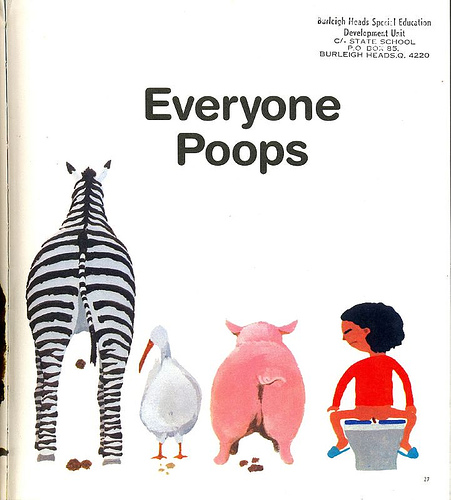 Burleigh Heads Special Education
Development Unit
C/- STATE SCHOOL
P.O. BOX 85,
BURLEIGH HEADS.Q. 4220
Everyone
Poops
27